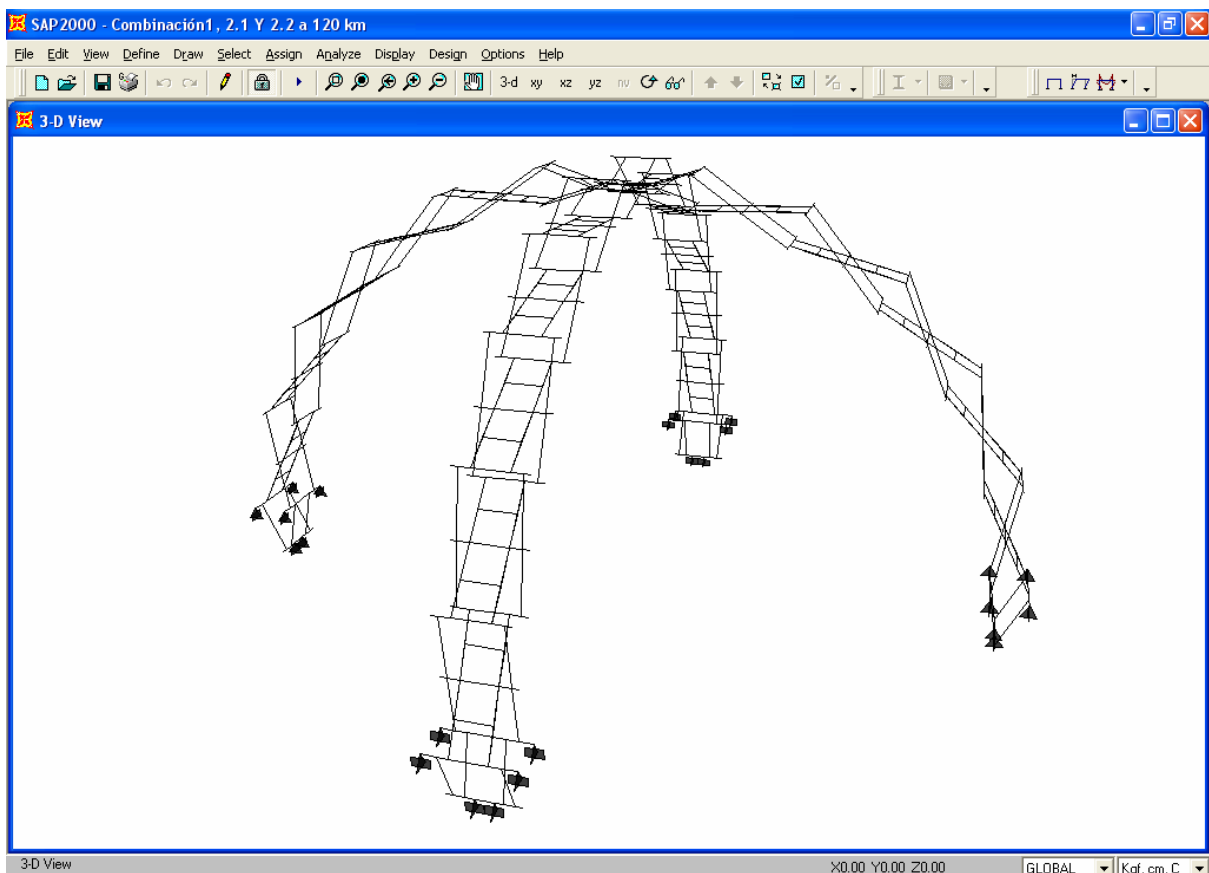 SAP2000 - Combinación1, 2.1 Y 2.2 a 120 km
File Edit View Define Draw Select Assign Analyze Display Design Options Help
3-d xy xz yz nv
3-D View
3-D View X0.00 Y0.00 Z0.00 GLOBAL Kgf, cm, C